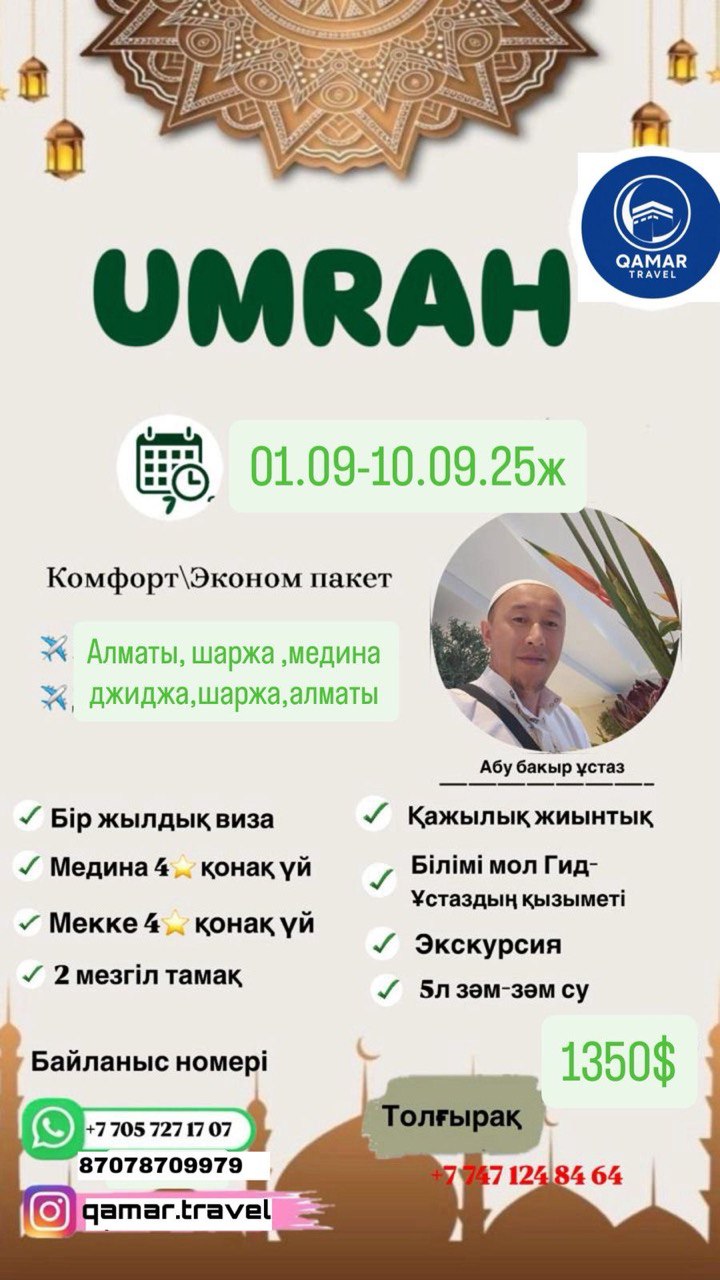 QAMAR
TRAVEL
UMRAH
01.09-10.09.25ж
Комфорт\Эконом пакет
Алматы, шаржа ,медина
джиджа,шаржа,алматы
Абу бакыр ұстаз
Бір жылдық виза
Медина 4⭐қонақ үй
Мекке 4⭐қонақ үй
2 мезгіл тамақ
Қажылық жиынтық
Білімі мол Гид-
Ұстаздың қызыметі
Экскурсия
5л зәм-зәм су
1350$
Байланыс номері
+7 705 727 17 07
87078709979
qamar.travel
Толғырақ
+7 747 124 84 64